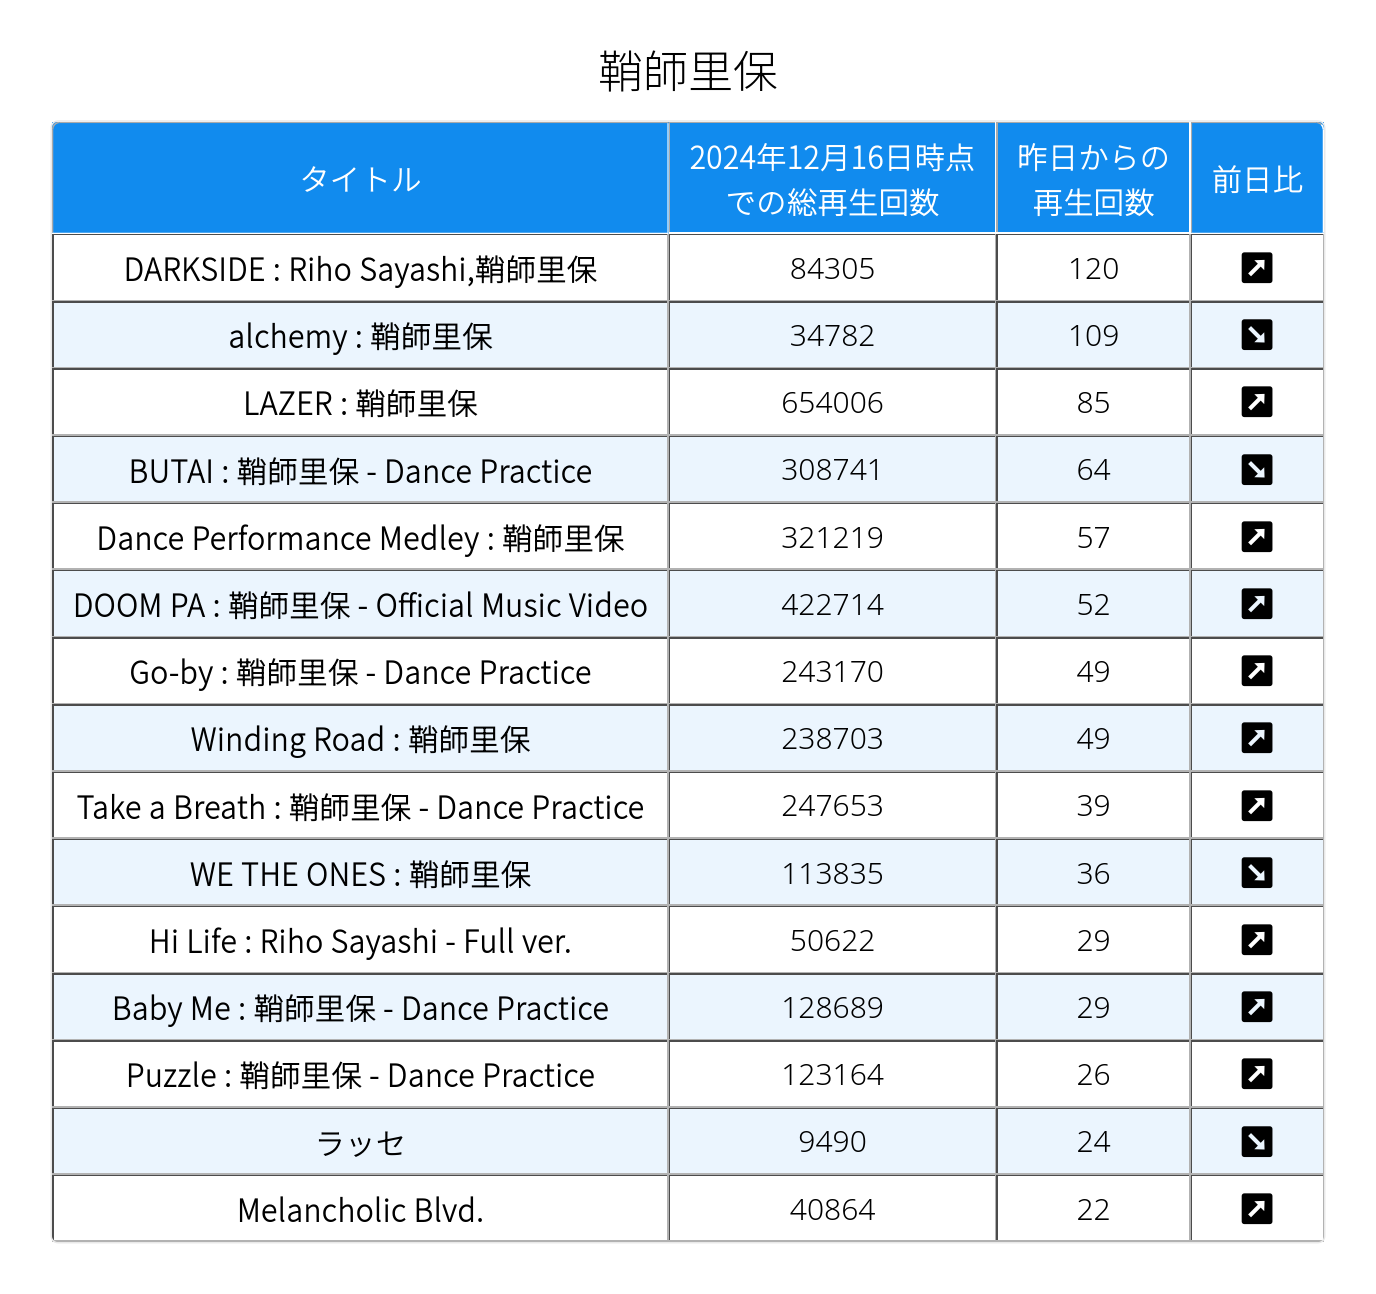 鞘師里保
タイトル 2024年12月16日時点 昨日からの 前日比
での総再生回数 再生回数
DARKSIDE : Riho Sayashi,鞘師里保 84305 120
alchemy : 鞘師里保 34782 109
LAZER : 鞘師里保 654006 85
BUTAI : 鞘師里保 - Dance Practice 308741 64
Dance Performance Medley : 鞘師里保 321219 57
DOOM PA : 鞘師里保 - Official Music Video 422714 52
Go-by : 鞘師里保 - Dance Practice 243170 49
Winding Road : 鞘師里保 238703 49
Take a Breath : 鞘師里保 - Dance Practice 247653 39
WE THE ONES : 鞘師里保 113835 36
Hi Life : Riho Sayashi - Full ver. 50622 29
Baby Me : 鞘師里保 - Dance Practice 128689 29
Puzzle : 鞘師里保 - Dance Practice 123164 26
ラッセ 9490 24
Melancholic Blvd. 40864 22